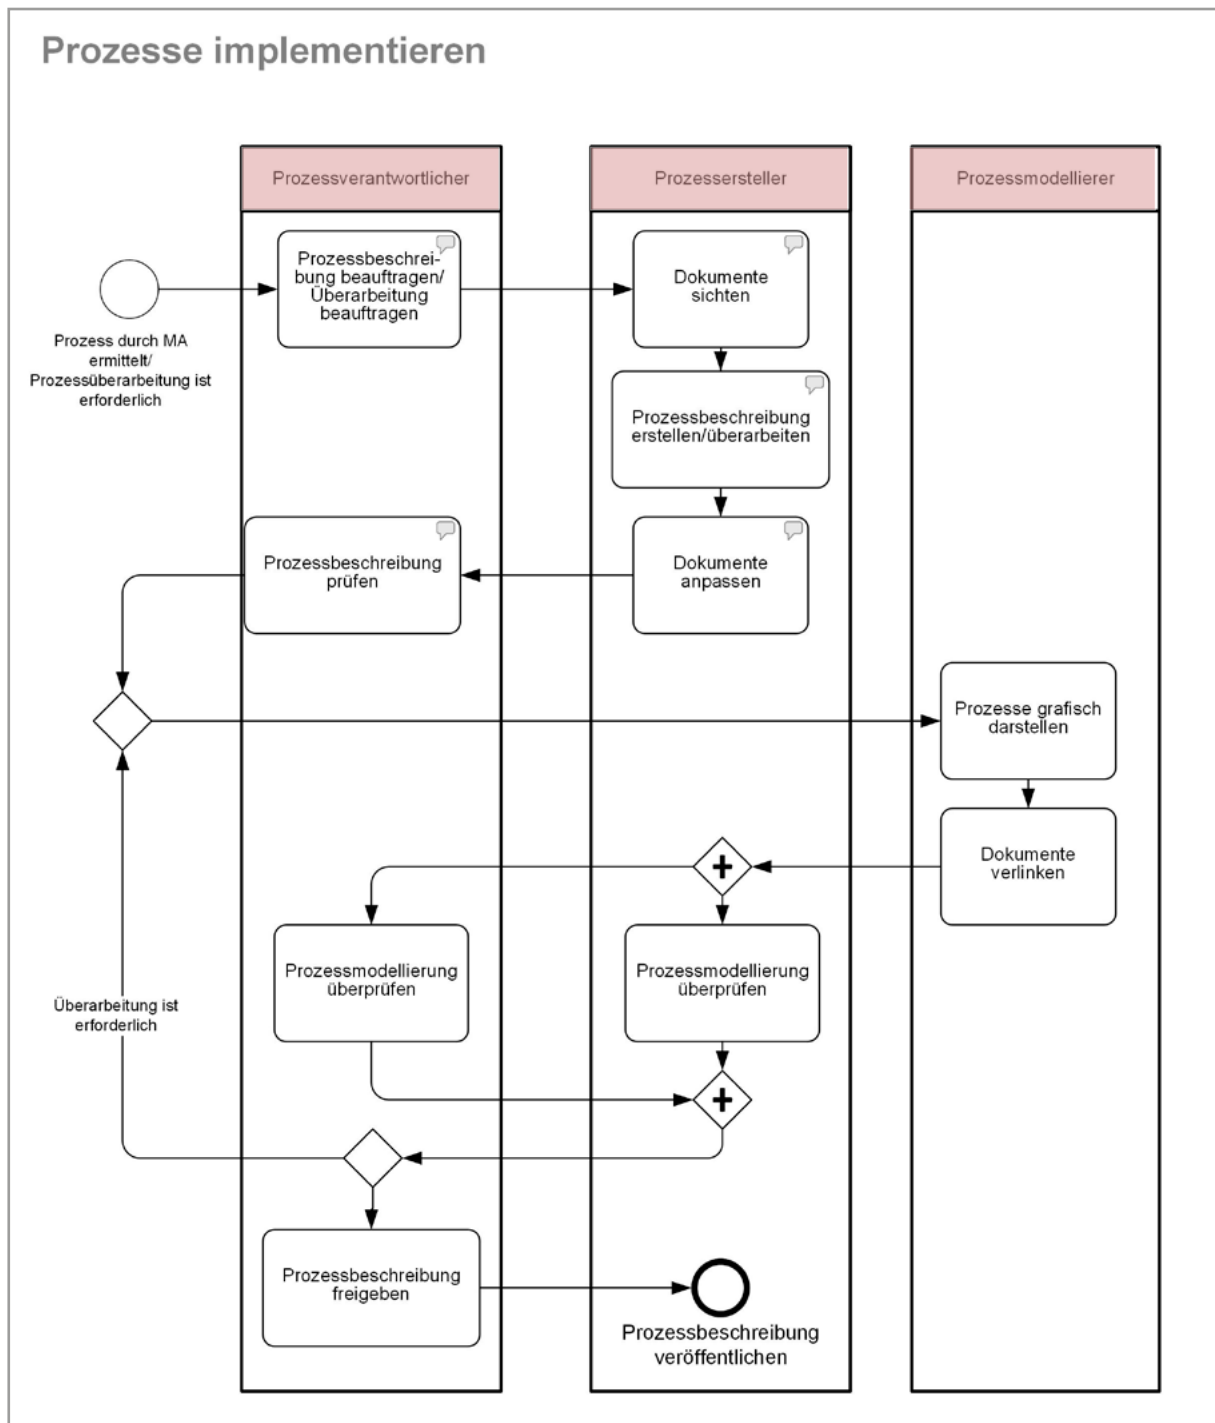 Prozesse implementieren
Prozessverantwortlicher
Prozessersteller
Prozessmodellierer
Prozessbeschrei-
bung beauftragen/
Überarbeitung
beauftragen
Dokumente
sichten
Prozess durch MA
ermittelt/
Prozessüberarbeitung ist
erforderlich
Prozessbeschreibung
erstellen/überarbeiten
Prozessbeschreibung
prüfen
Dokumente
anpassen
Prozesse grafisch
darstellen
Dokumente
verlinken
Prozessmodellierung
überprüfen
Prozessmodellierung
überprüfen
Überarbeitung ist
erforderlich
Prozessbeschreibung
freigeben
Prozessbeschreibung
veröffentlichen